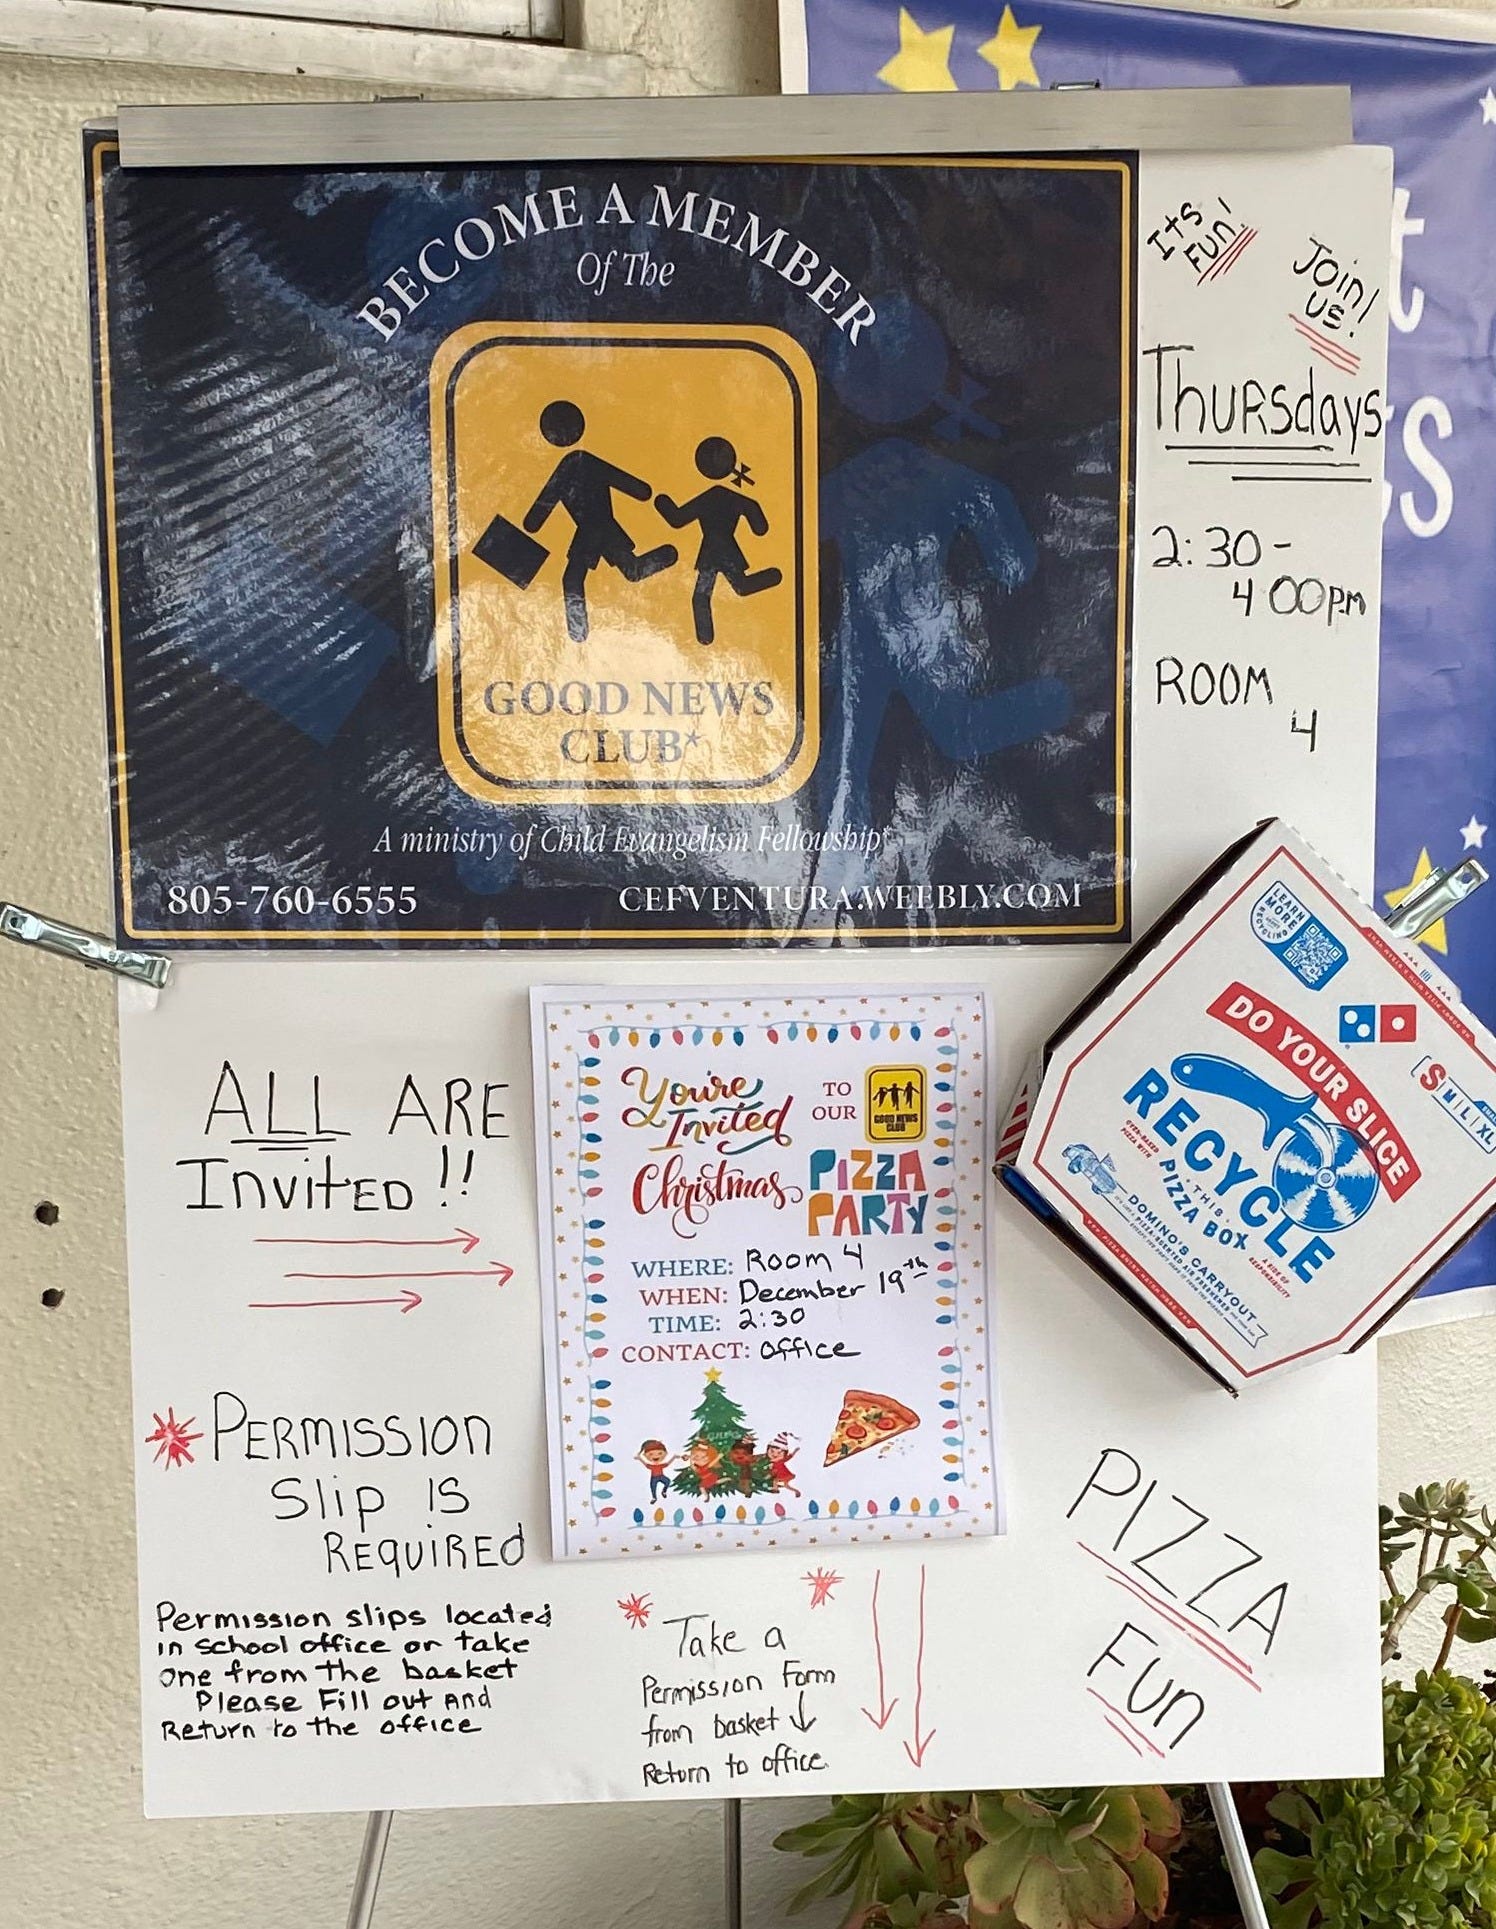 BECOME A MEMBER
Of The
GOOD NEWS
CLUB*
A ministry of Child Evangelism Fellowship*
805-760-6555
CEFVENTURA.WEEBLY.COM
ITS
FUN!
JOIN!
US!
THURSdays
2:30-
4 00pm
ROOM
4
ALL ARE
InviTED!!
You're
Invited
TO
OUR
GOOD NEWS
CLUB
Christmas
PIZZA
PARTY
WHERE: Room 4
WHEN: December 19th
TIME: 2:30
CONTACT: office
PERMISSION
Slip IS
REQUIRED
Permission slips located
in school office or take
one from the basket
Please Fill out And
Return to the office
Take a
Permission Form
from basket
Return to office
PIZZA
Fun
LEARN
MORE
ABOUT
RECYCLING
DO YOUR SLICE
RECYCLE
THIS
PIZZA BOX
DOMINO'S CARRYOUT
S M L XL
t
s